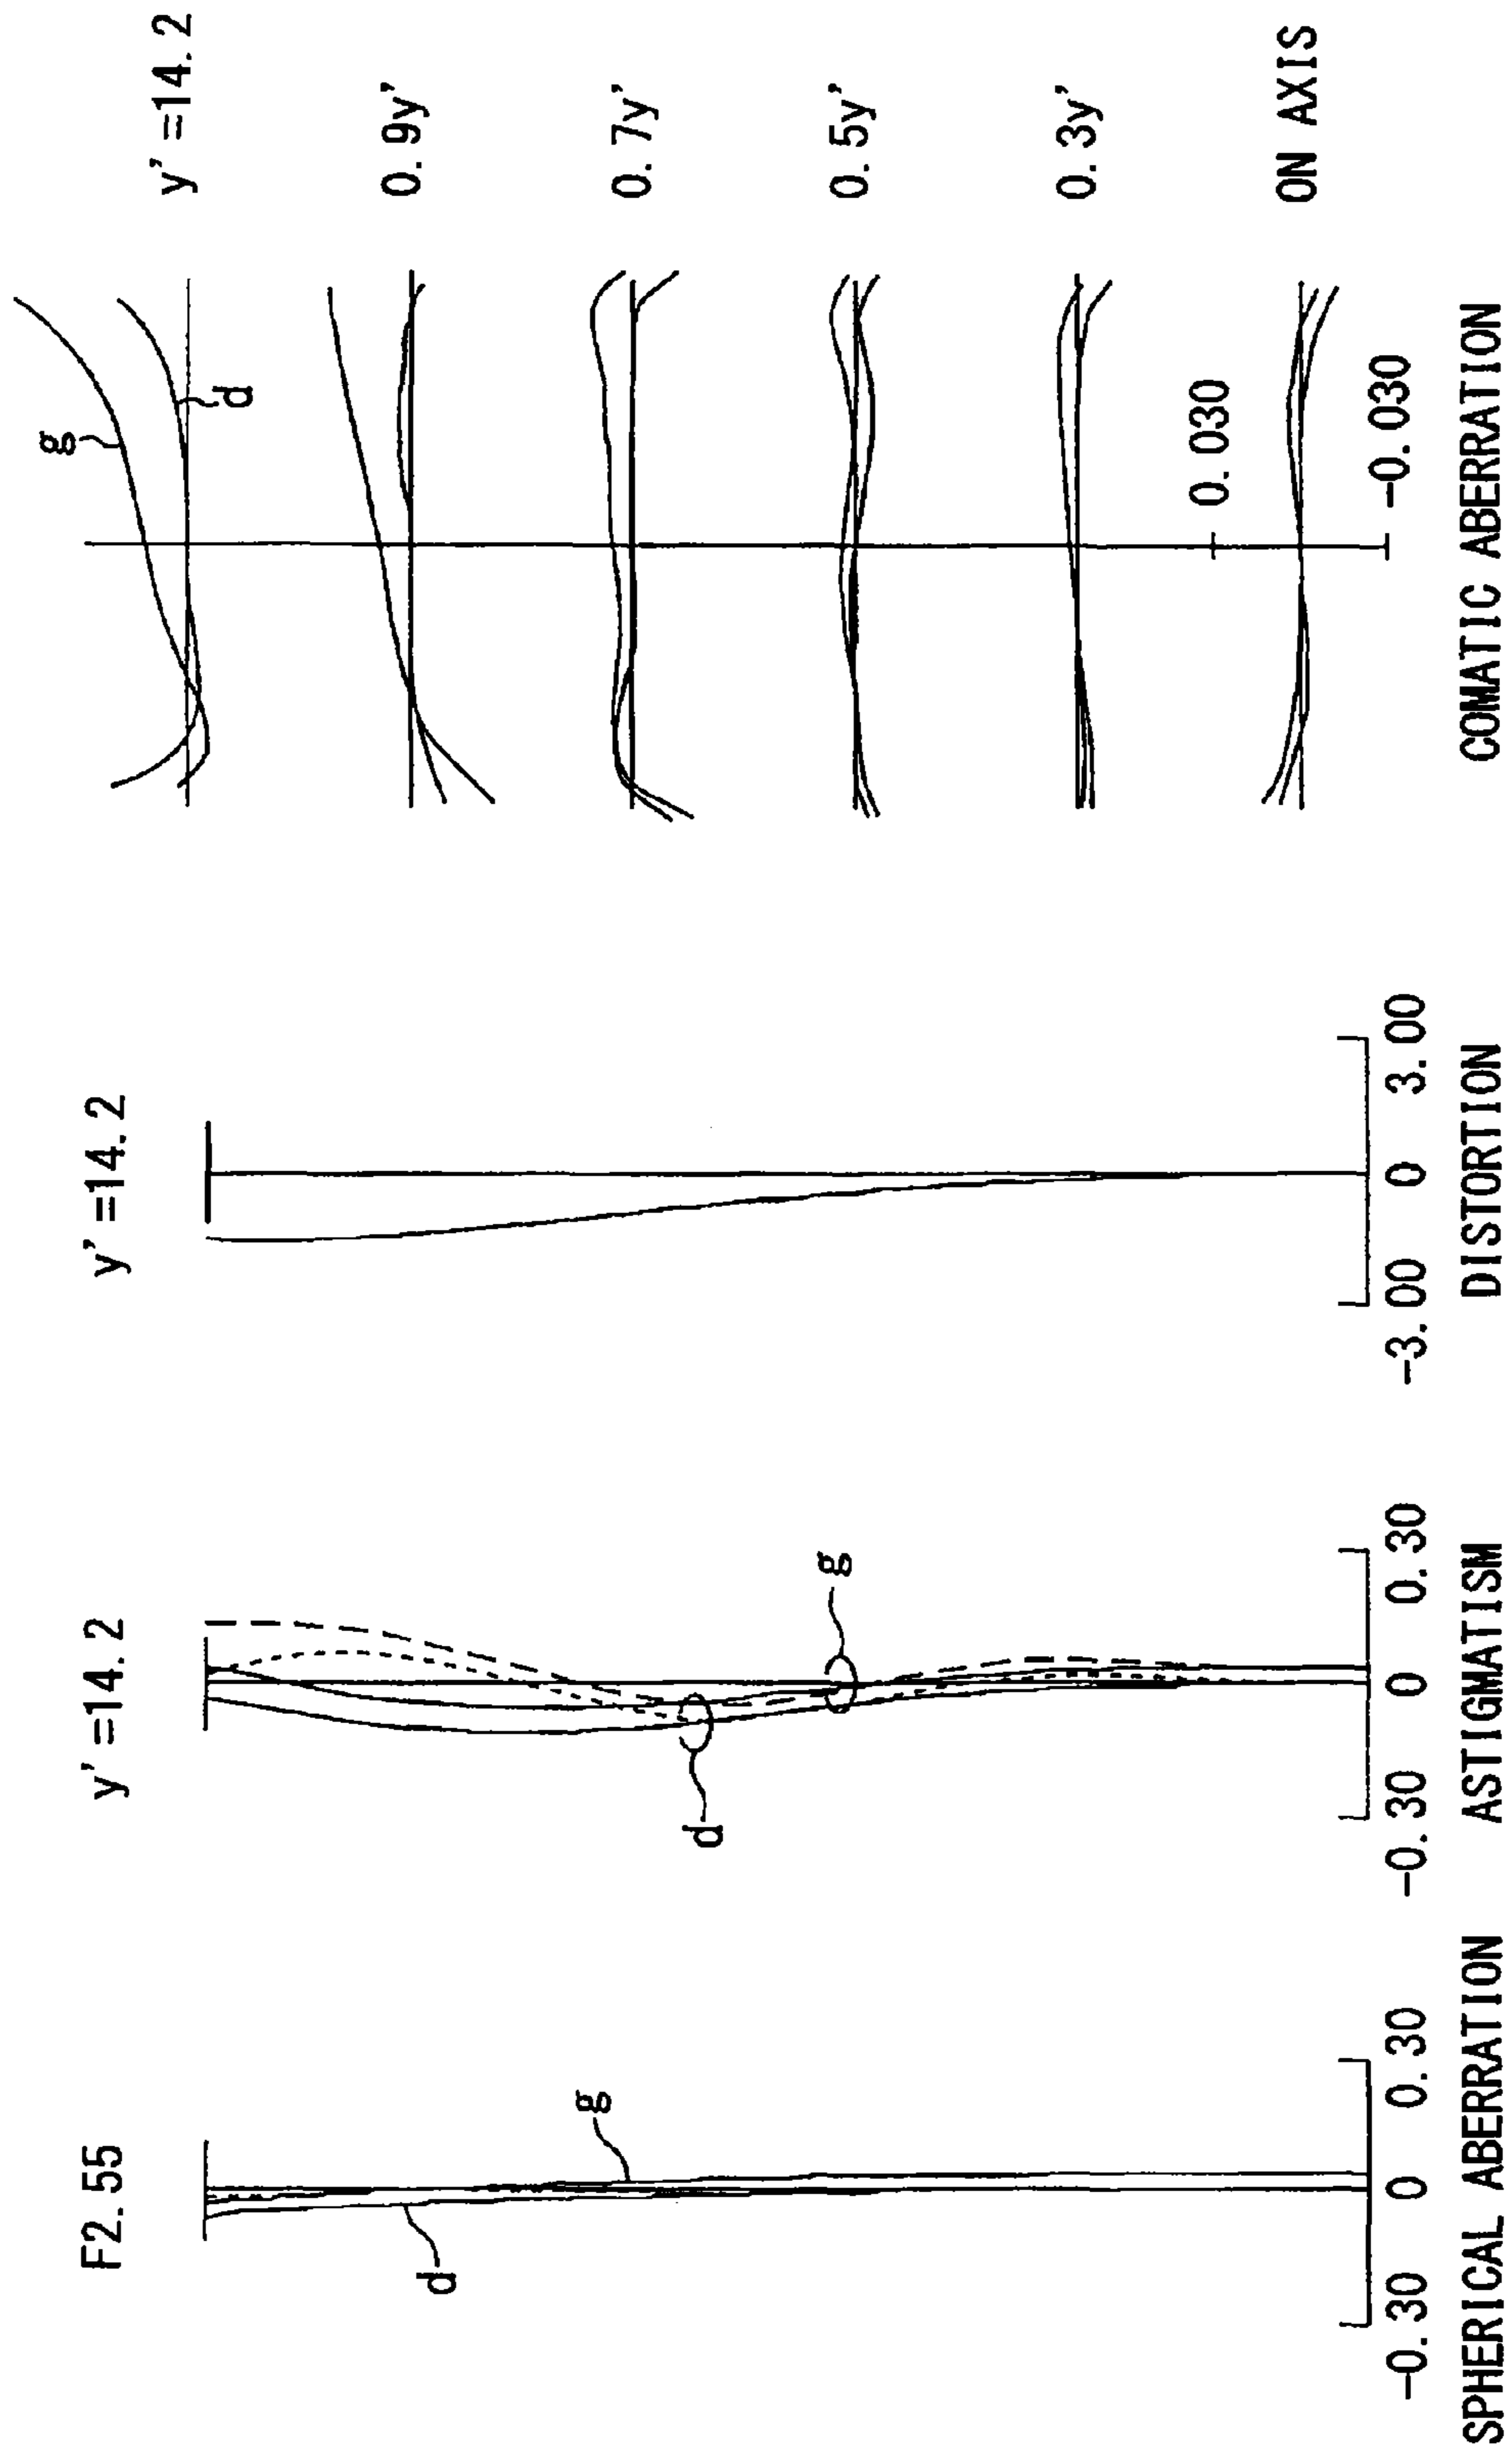 F2.55
d
g
-0.30 0 0.30
SPHERICAL ABERRATION
y'=14.2
d
g
-0.30 0 0.30
ASTIGMATISM
y'=14.2
-3.00 0 3.00
DISTORTION
g
d
y'=14.2
0.9y'
0.7y'
0.5y'
0.3y'
0.030
ON AXIS
-0.030
COMATIC ABERRATION